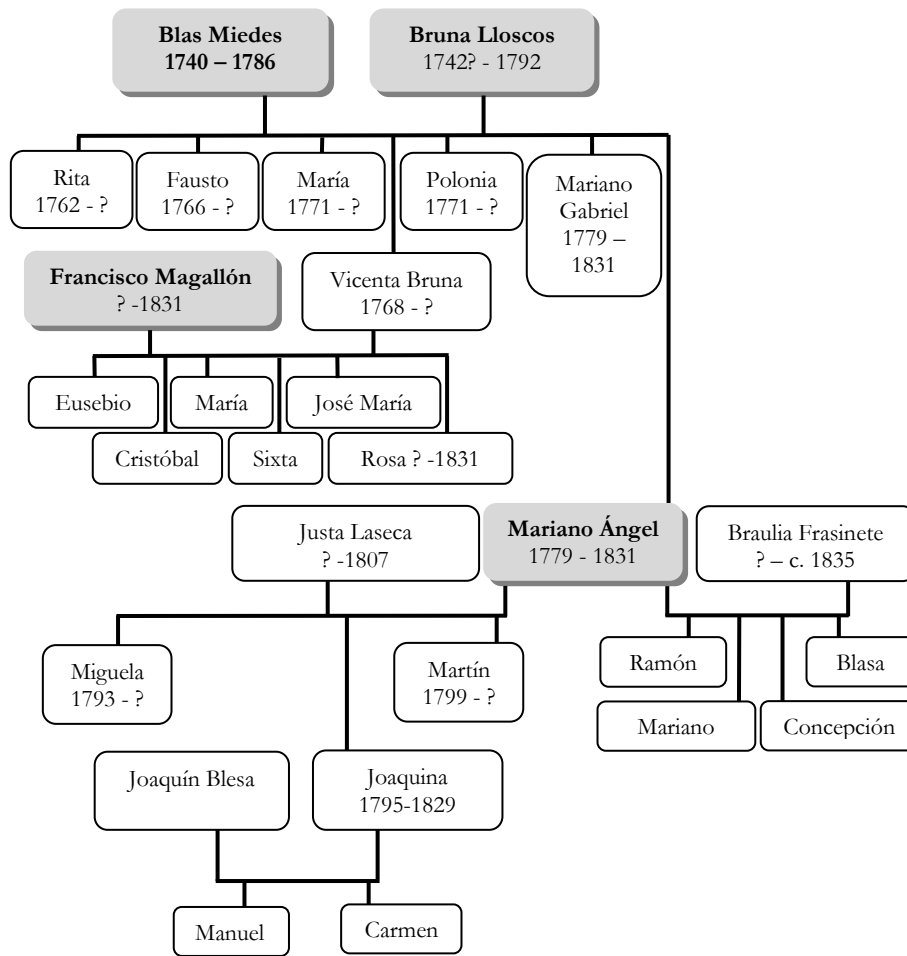 Blas Miedes
1740 – 1786
Bruna Lloscos
1742? - 1792
Rita
1762 - ?
Fausto
1766 - ?
María
1771 - ?
Polonia
1771 - ?
Mariano
Gabriel
1779 –
1831
Francisco Magallón
? -1831
Vicenta Bruna
1768 - ?
Eusebio
María
José María
Cristóbal
Sixta
Rosa ? -1831
Justa Laseca
? -1807
Mariano Ángel
1779 - 1831
Braulia Frasinete
? – c. 1835
Miguela
1793 - ?
Martín
1799 - ?
Ramón
Blasa
Mariano
Concepción
Joaquín Blesa
Joaquina
1795-1829
Manuel
Carmen